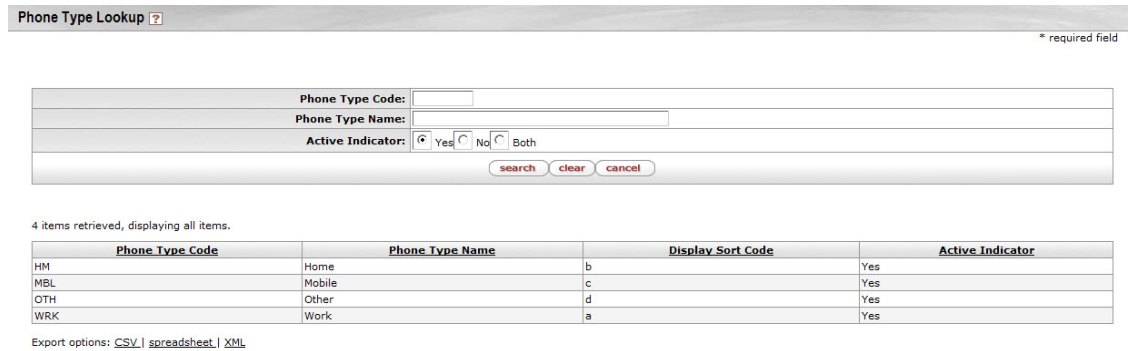 Phone Type Lookup ?
* required field
Phone Type Code:
Phone Type Name:
Active Indicator: Yes No Both
search clear cancel
4 items retrieved, displaying all items.
Phone Type Code Phone Type Name Display Sort Code Active Indicator
HM Home b Yes
MBL Mobile c Yes
OTH Other d Yes
WRK Work a Yes
Export options: CSV | spreadsheet | XML